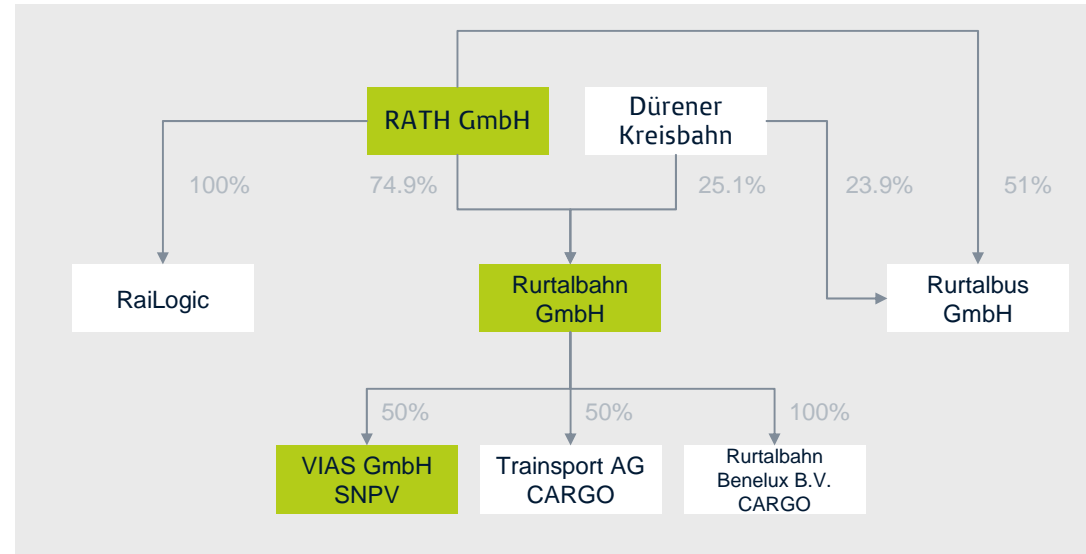 RATH GmbH
Dürener
Kreisbahn
100%
74.9%
25.1%
23.9%
51%
RaiLogic
Rurtalbahn
GmbH
Rurtalbus
GmbH
50%
50%
100%
VIAS GmbH
SNPV
Trainsport AG
CARGO
Rurtalbahn
Benelux B.V.
CARGO